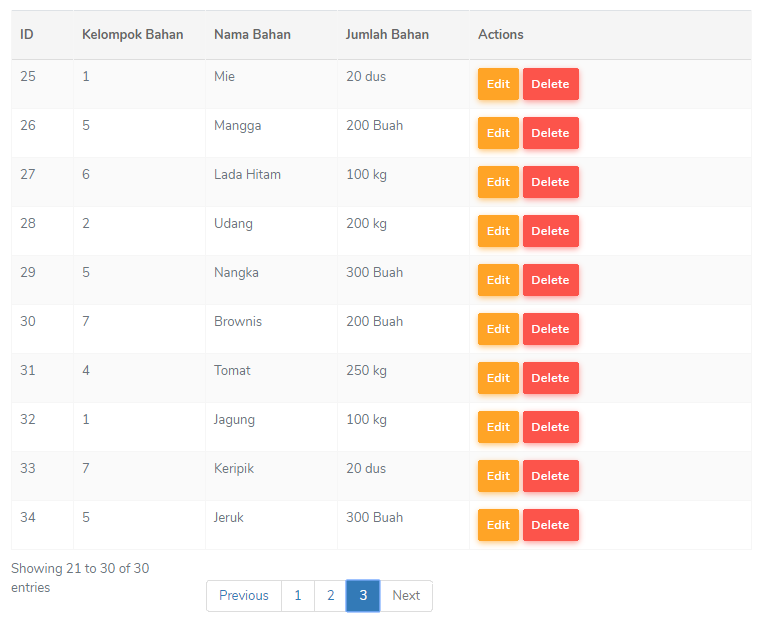 ID Kelompok Bahan Nama Bahan Jumlah Bahan Actions
25 1 Mie 20 dus Edit Delete
26 5 Mangga 200 Buah Edit Delete
27 6 Lada Hitam 100 kg Edit Delete
28 2 Udang 200 kg Edit Delete
29 5 Nangka 300 Buah Edit Delete
30 7 Brownis 200 Buah Edit Delete
31 4 Tomat 250 kg Edit Delete
32 1 Jagung 100 kg Edit Delete
33 7 Keripik 20 dus Edit Delete
34 5 Jeruk 300 Buah Edit Delete
Showing 21 to 30 of 30
entries
Previous 1 2 3 Next